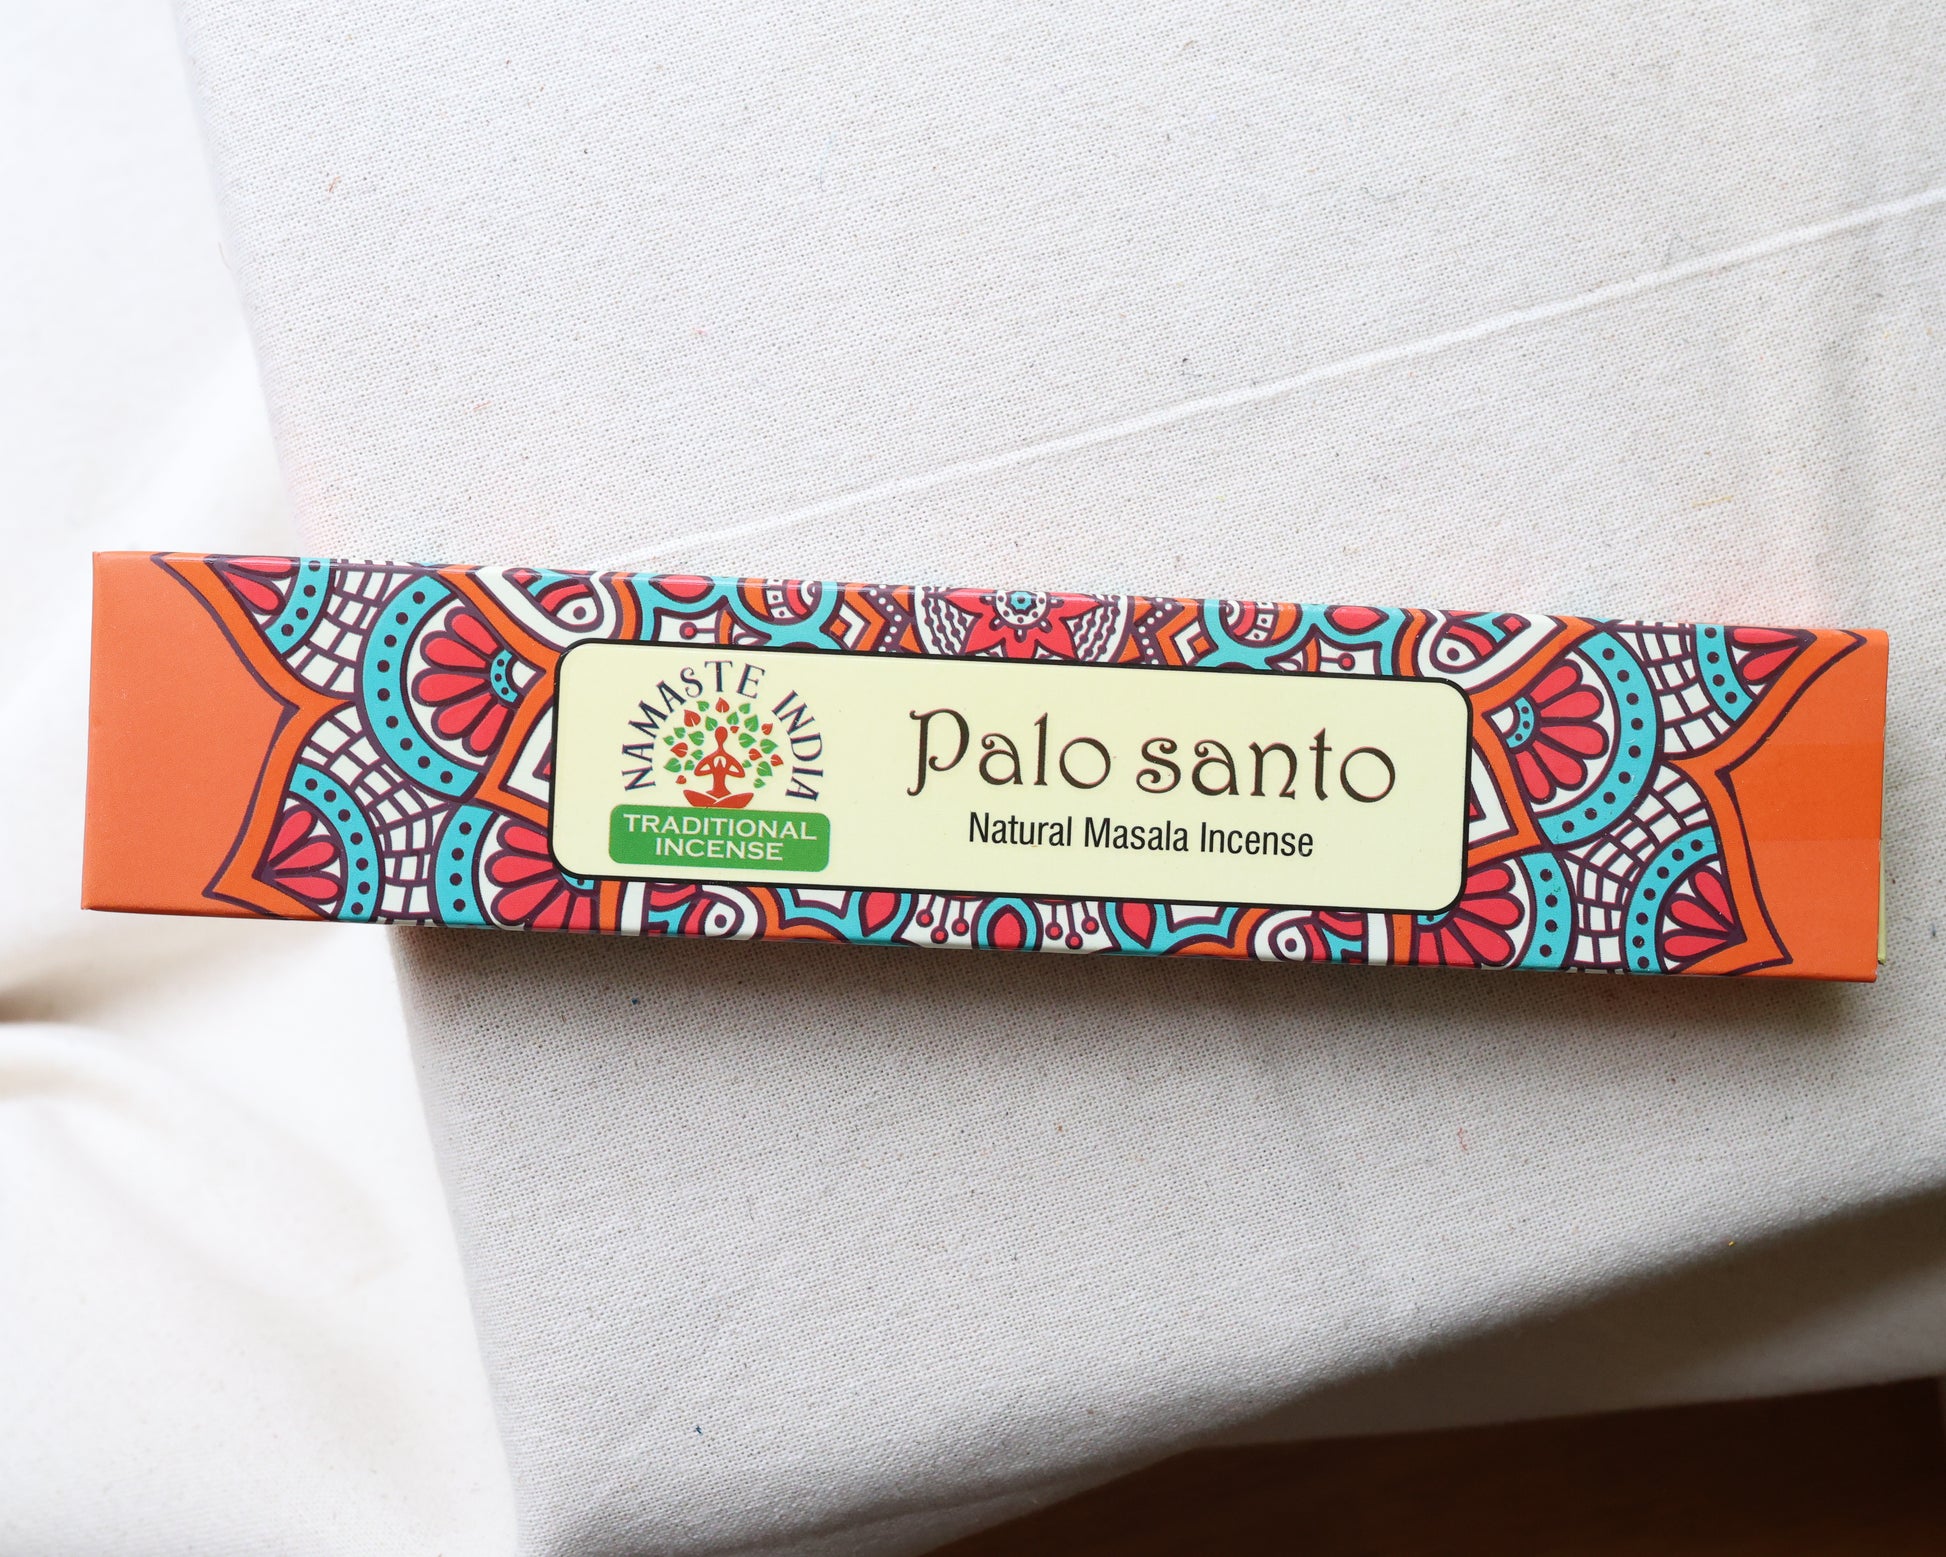 NAMASTE INDIA
TRADITIONAL
INCENSE
Palo santo
Natural Masala Incense